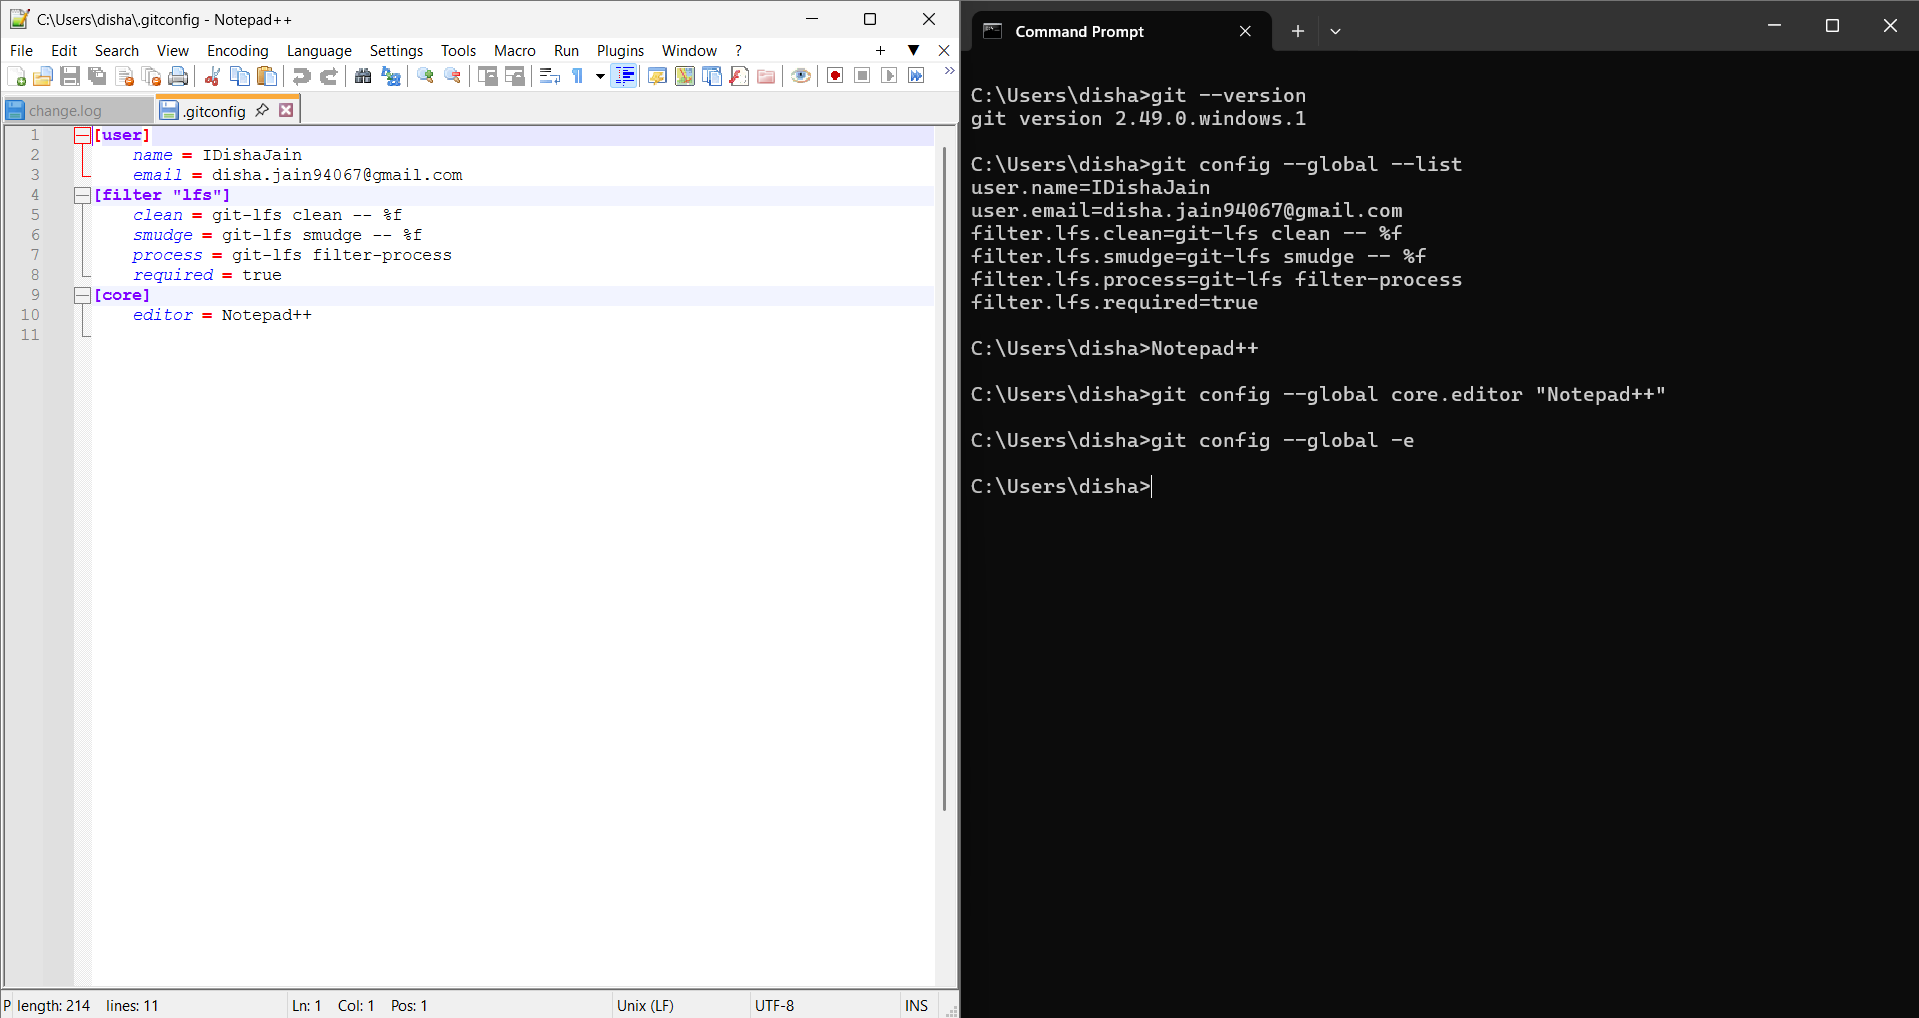 C:\Users\disha\.gitconfig - Notepad++
File Edit Search View Encoding Language Settings Tools Macro Run Plugins Window ?
change.log
.gitconfig
1 [user]
2 name = IDishaJain
3 email = disha.jain94067@gmail.com
4 [filter "lfs"]
5 clean = git-lfs clean -- %f
6 smudge = git-lfs smudge -- %f
7 process = git-lfs filter-process
8 required = true
9 [core]
10 editor = Notepad++
11
P length: 214 lines: 11 Ln: 1 Col: 1 Pos: 1 Unix (LF) UTF-8 INS
Command Prompt
C:\Users\disha>git --version
git version 2.49.0.windows.1
C:\Users\disha>git config --global --list
user.name=IDishaJain
user.email=disha.jain94067@gmail.com
filter.lfs.clean=git-lfs clean -- %f
filter.lfs.smudge=git-lfs smudge -- %f
filter.lfs.process=git-lfs filter-process
filter.lfs.required=true
C:\Users\disha>Notepad++
C:\Users\disha>git config --global core.editor "Notepad++"
C:\Users\disha>git config --global -e
C:\Users\disha>